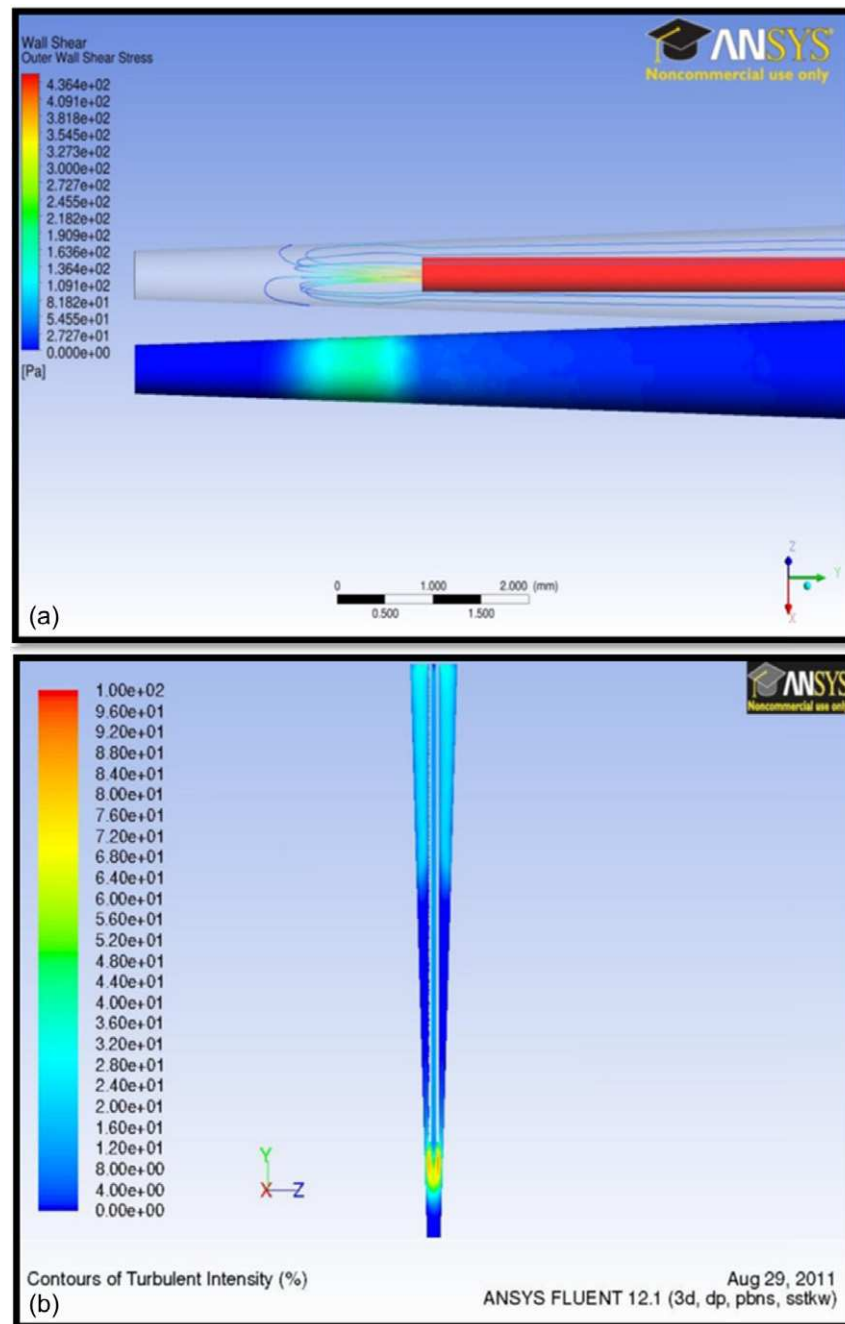 Wall Shear
Outer Wall Shear Stress
4.364e+02
4.091e+02
3.818e+02
3.545e+02
3.273e+02
3.000e+02
2.727e+02
2.455e+02
2.182e+02
1.909e+02
1.636e+02
1.364e+02
1.091e+02
8.182e+01
5.455e+01
2.727e+01
0.000e+00
[Pa]
ANSYS
Noncommercial use only
0 1.000 2.000 (mm)
0.500 1.500
Z
Y
X
(a)
1.00e+02
9.60e+01
9.20e+01
8.80e+01
8.40e+01
8.00e+01
7.60e+01
7.20e+01
6.80e+01
6.40e+01
6.00e+01
5.60e+01
5.20e+01
4.80e+01
4.40e+01
4.00e+01
3.60e+01
3.20e+01
2.80e+01
2.40e+01
2.00e+01
1.60e+01
1.20e+01
8.00e+00
4.00e+00
0.00e+00
ANSYS
Noncommercial use only
Y
X Z
Contours of Turbulent Intensity (%)
Aug 29, 2011
ANSYS FLUENT 12.1 (3d, dp, pbns, sstkw)
(b)